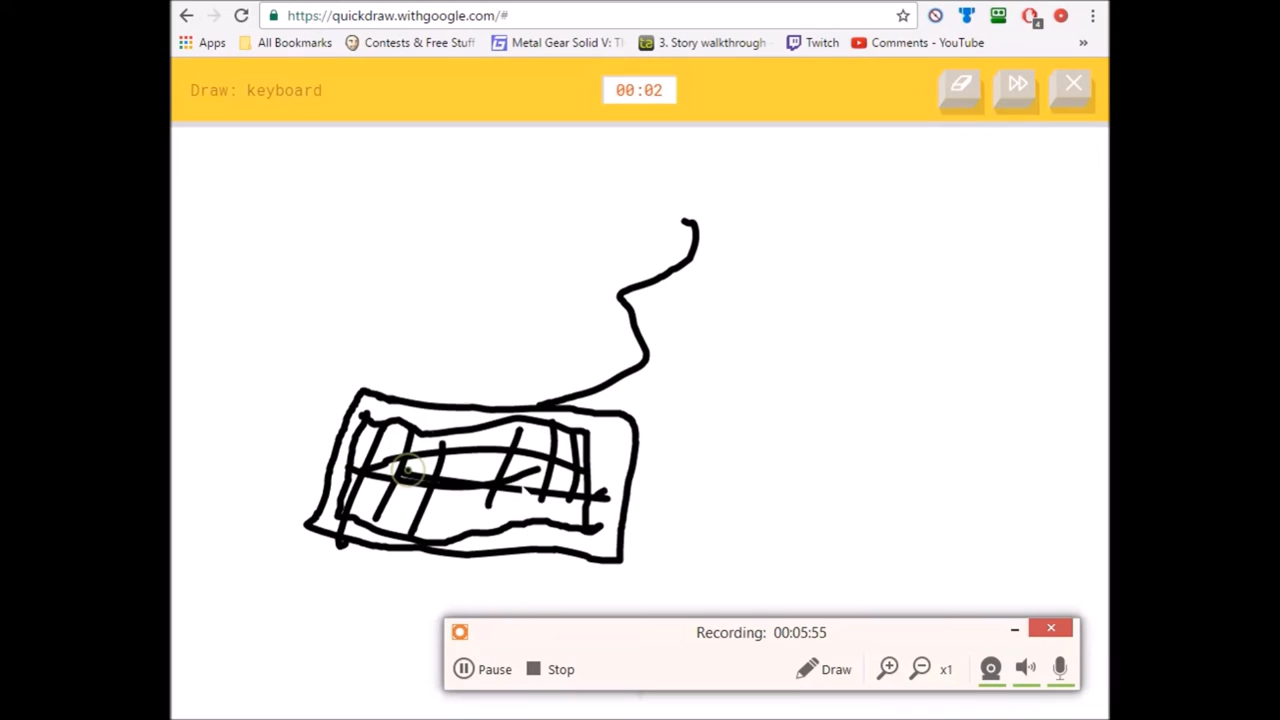 https://quickdraw.withgoogle.com/#
4
Apps All Bookmarks Contests & Free Stuff Metal Gear Solid V: Th 3. Story walkthrough Twitch Comments - YouTube »
Draw: keyboard 00:02
Recording: 00:05:55
Pause Stop Draw x1